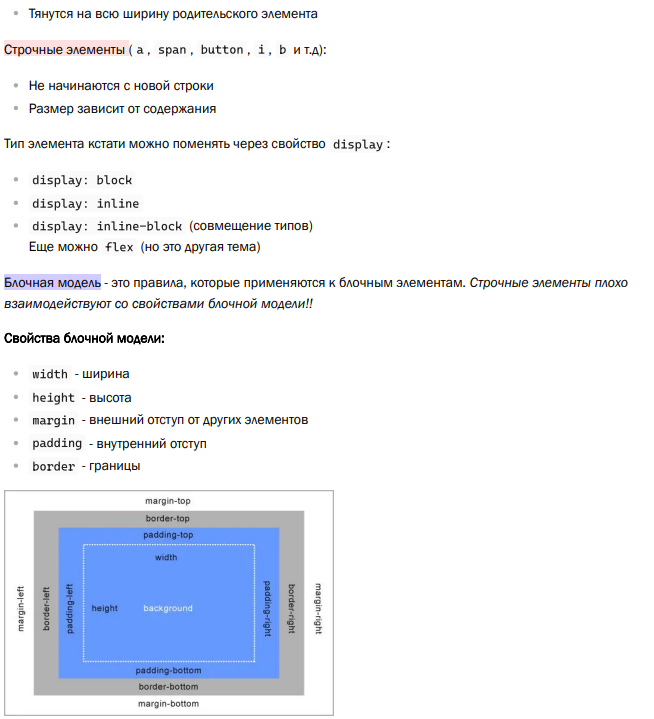 Тянутся на всю ширину родительского элемента
Строчные элементы ( a , span , button , i , b и т.д):
Не начинаются с новой строки
Размер зависит от содержания
Тип элемента кстати можно поменять через свойство display :
display: block
display: inline
display: inline-block (совмещение типов)
Еще можно flex (но это другая тема)
Блочная модель - это правила, которые применяются к блочным элементам. Строчные элементы плохо
взаимодействуют со свойствами блочной модели!!
Свойства блочной модели:
width - ширина
height - высота
margin - внешний отступ от других элементов
padding - внутренний отступ
border - границы
margin-top
border-top
padding-top
width
margin-left
border-left
padding-left
height
background
padding-right
border-right
margin-right
padding-bottom
border-bottom
margin-bottom